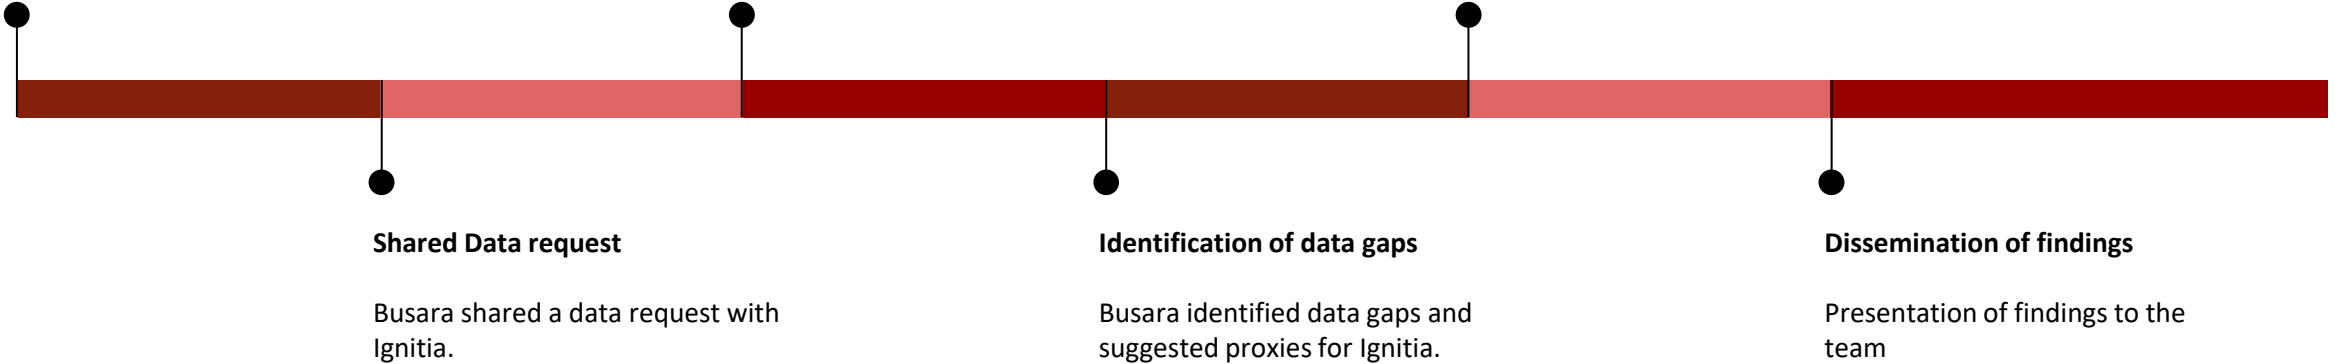 Shared Data request
Busara shared a data request with
Ignitia.
Identification of data gaps
Busara identified data gaps and
suggested proxies for Ignitia.
Dissemination of findings
Presentation of findings to the
team